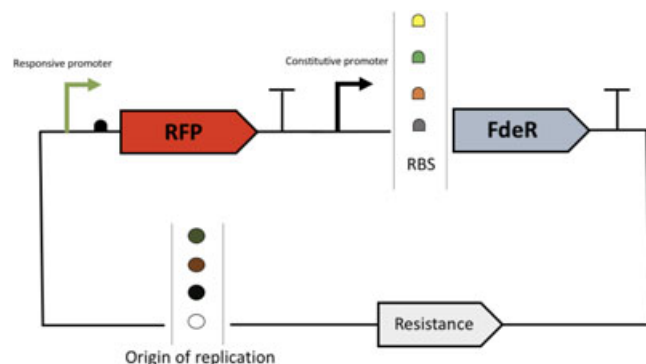 Responsive promoter
Constitutive promoter
RFP
FdeR
RBS
Resistance
Origin of replication